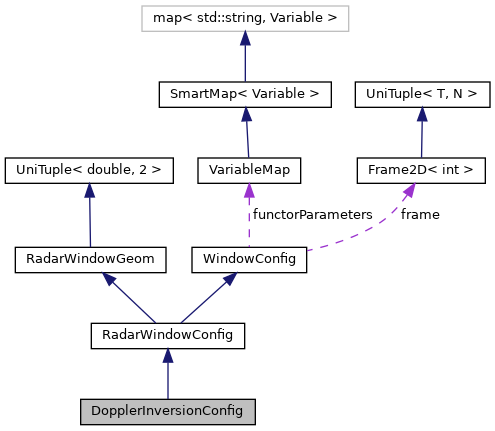 map< std::string, Variable >
SmartMap< Variable >
UniTuple< T, N >
UniTuple< double, 2 >
VariableMap
Frame2D< int >
functorParameters
frame
RadarWindowGeom
WindowConfig
RadarWindowConfig
DopplerInversionConfig